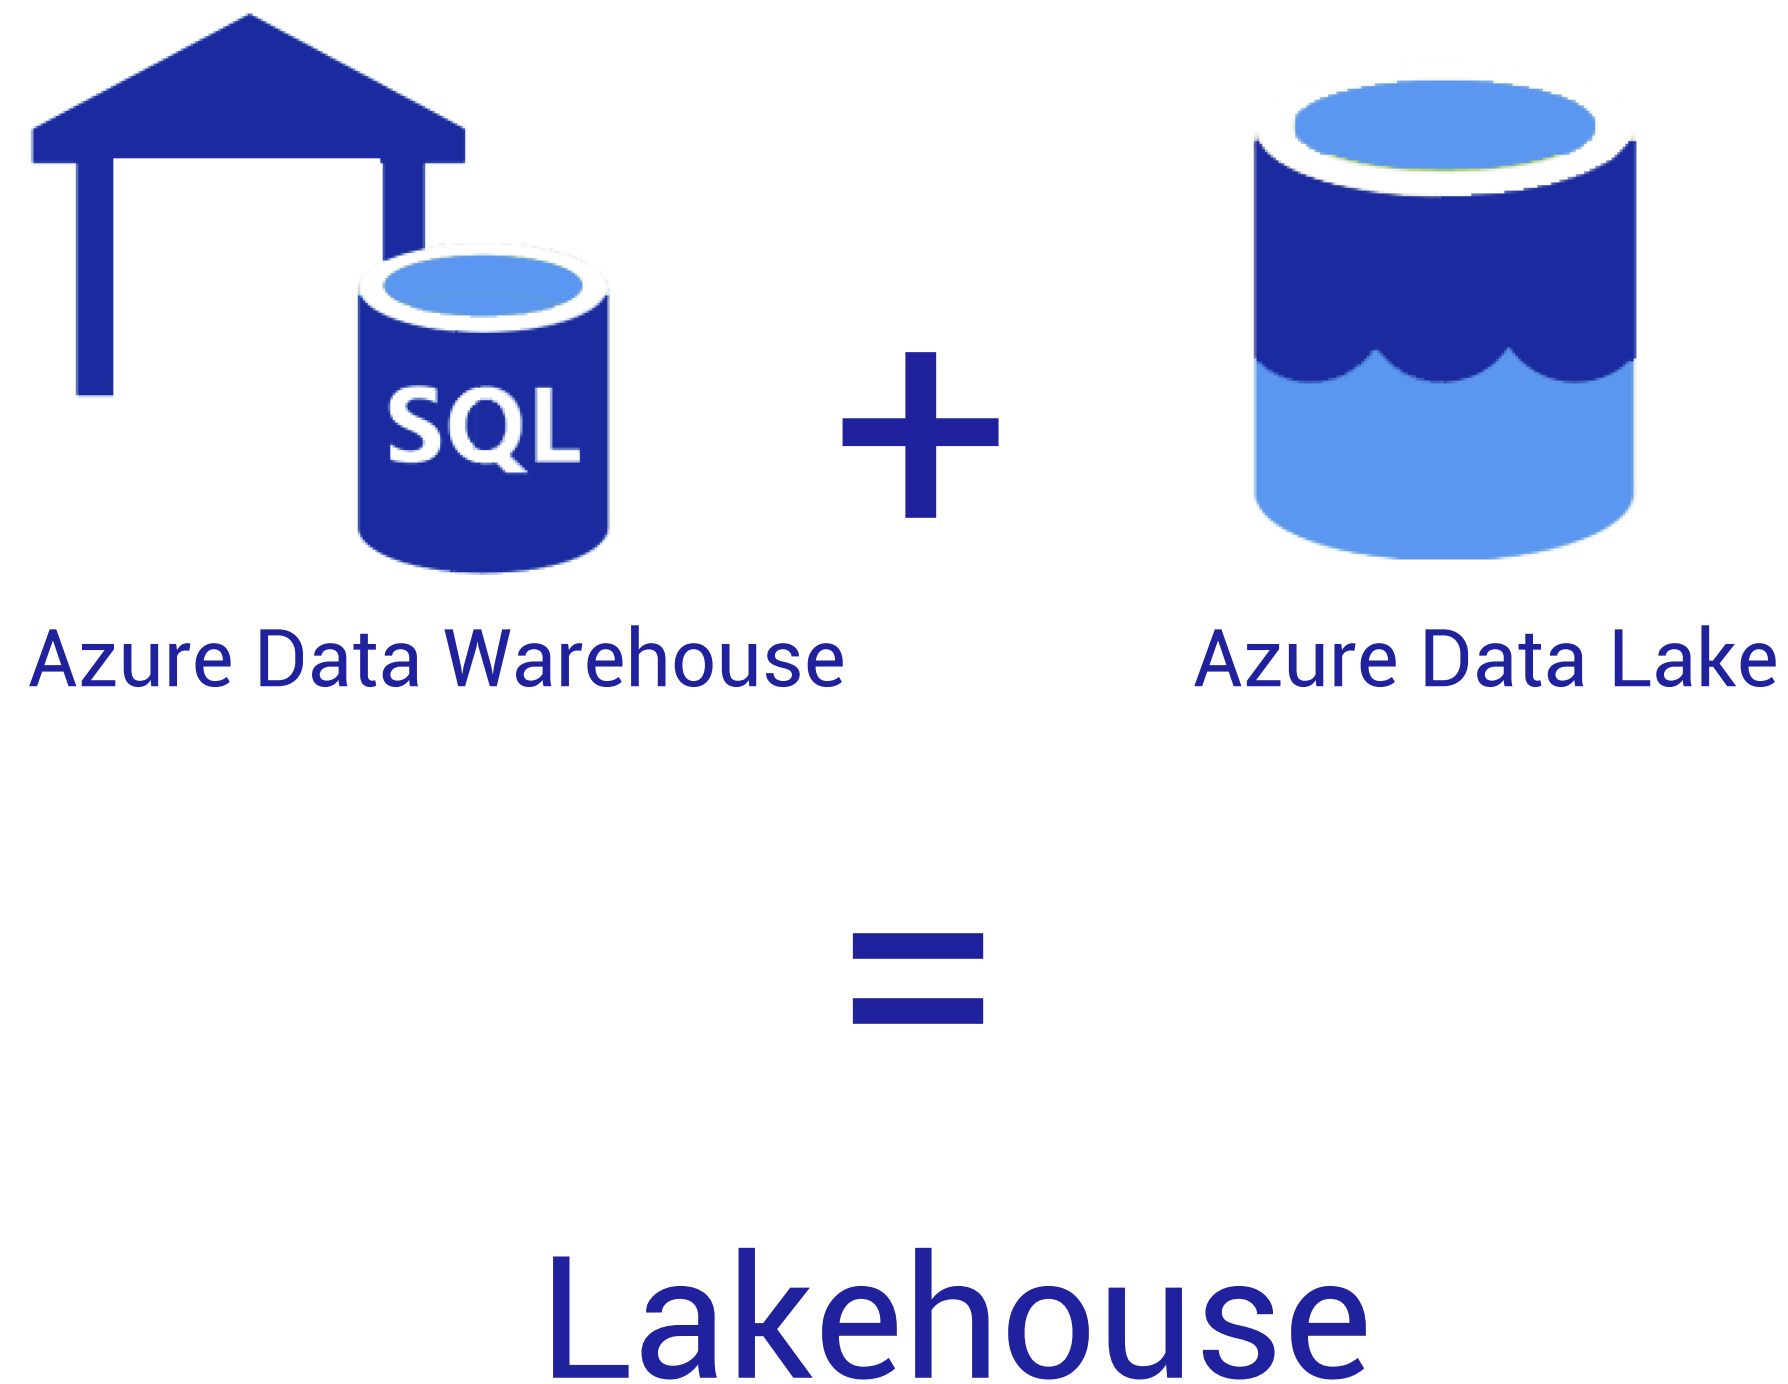 SQL
+
Azure Data Warehouse
Azure Data Lake
=
Lakehouse